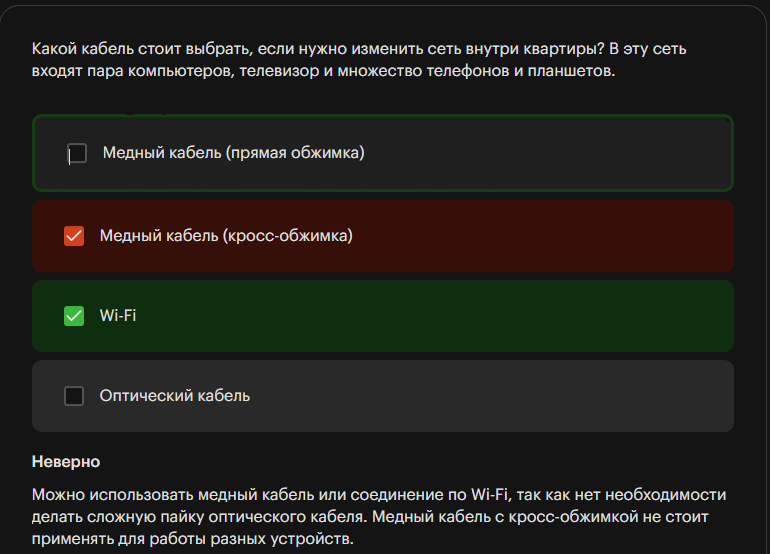 Какой кабель стоит выбрать, если нужно изменить сеть внутри квартиры? В эту сеть
входят пара компьютеров, телевизор и множество телефонов и планшетов.
Медный кабель (прямая обжимка)
Медный кабель (кросс-обжимка)
Wi-Fi
Оптический кабель
Неверно
Можно использовать медный кабель или соединение по Wi-Fi, так как нет необходимости
делать сложную пайку оптического кабеля. Медный кабель с кросс-обжимкой не стоит
применять для работы разных устройств.